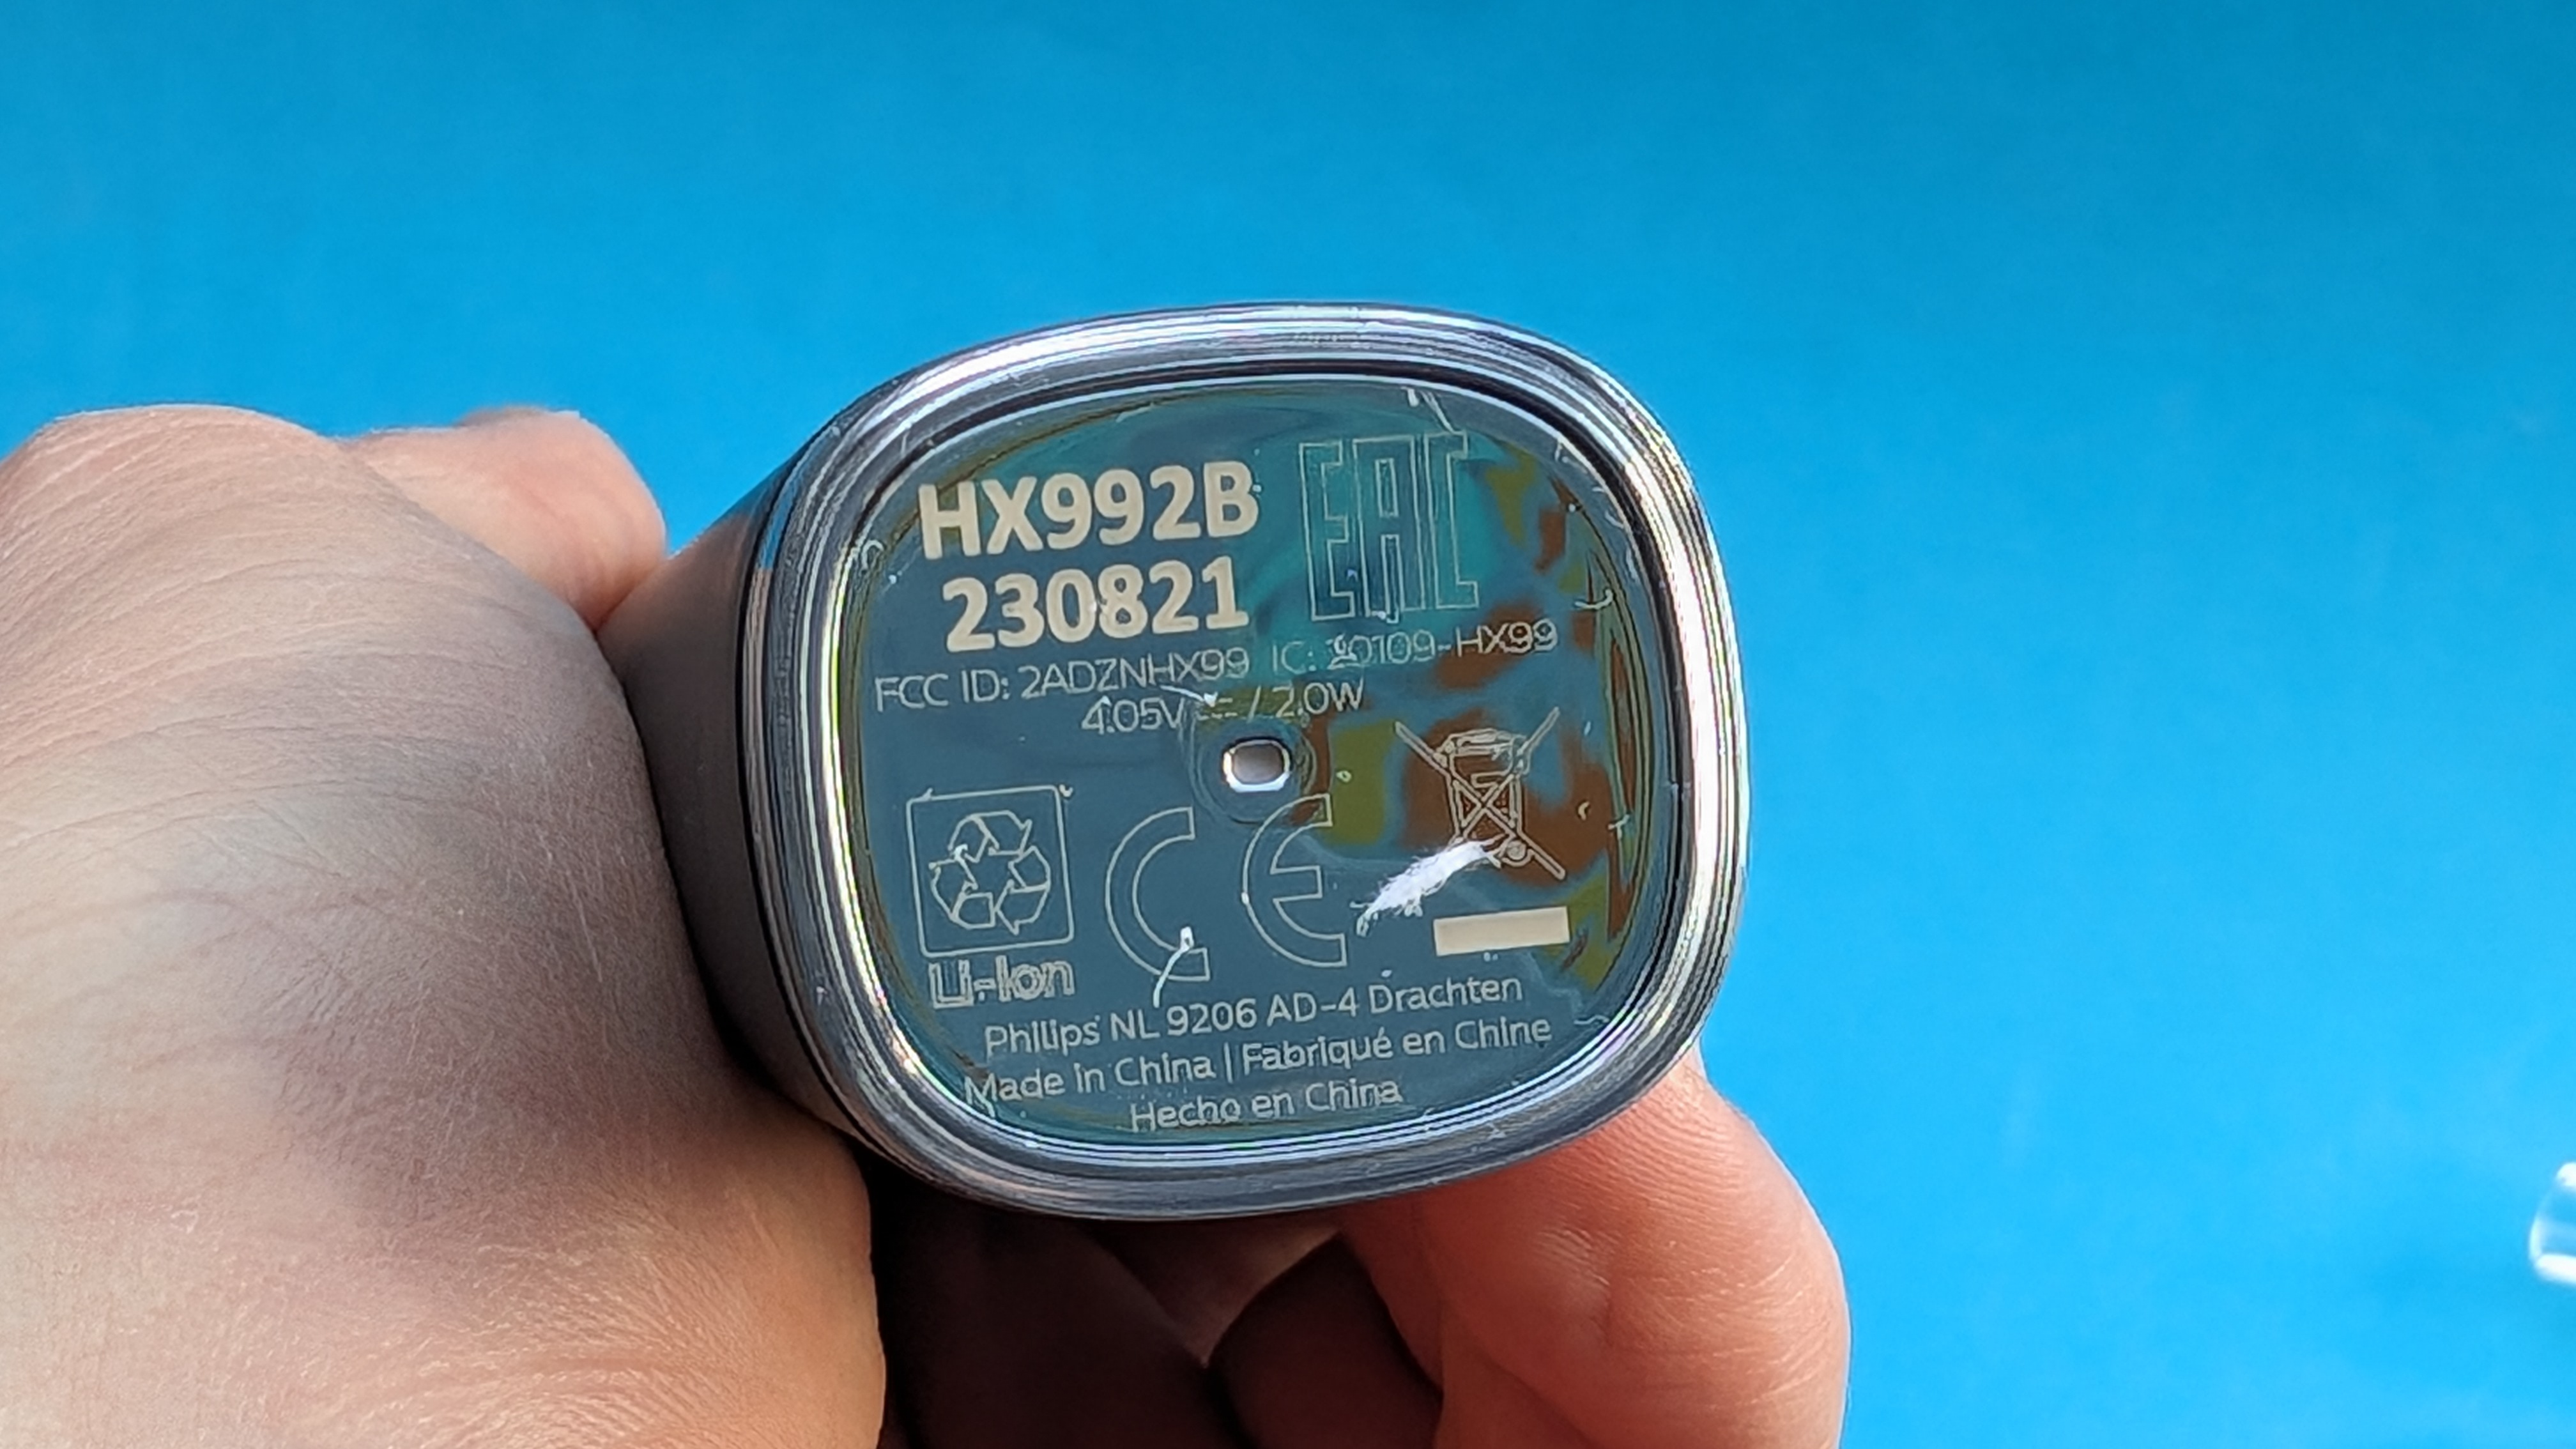 HX992B
230821
EAC
FCC ID: 2ADZNHX99 IC: 20109-HX99
4.05V ⎓ / 2.0W
CE
Li-Ion
Philips NL 9206 AD-4 Drachten
Made in China | Fabriqué en Chine
Hecho en China